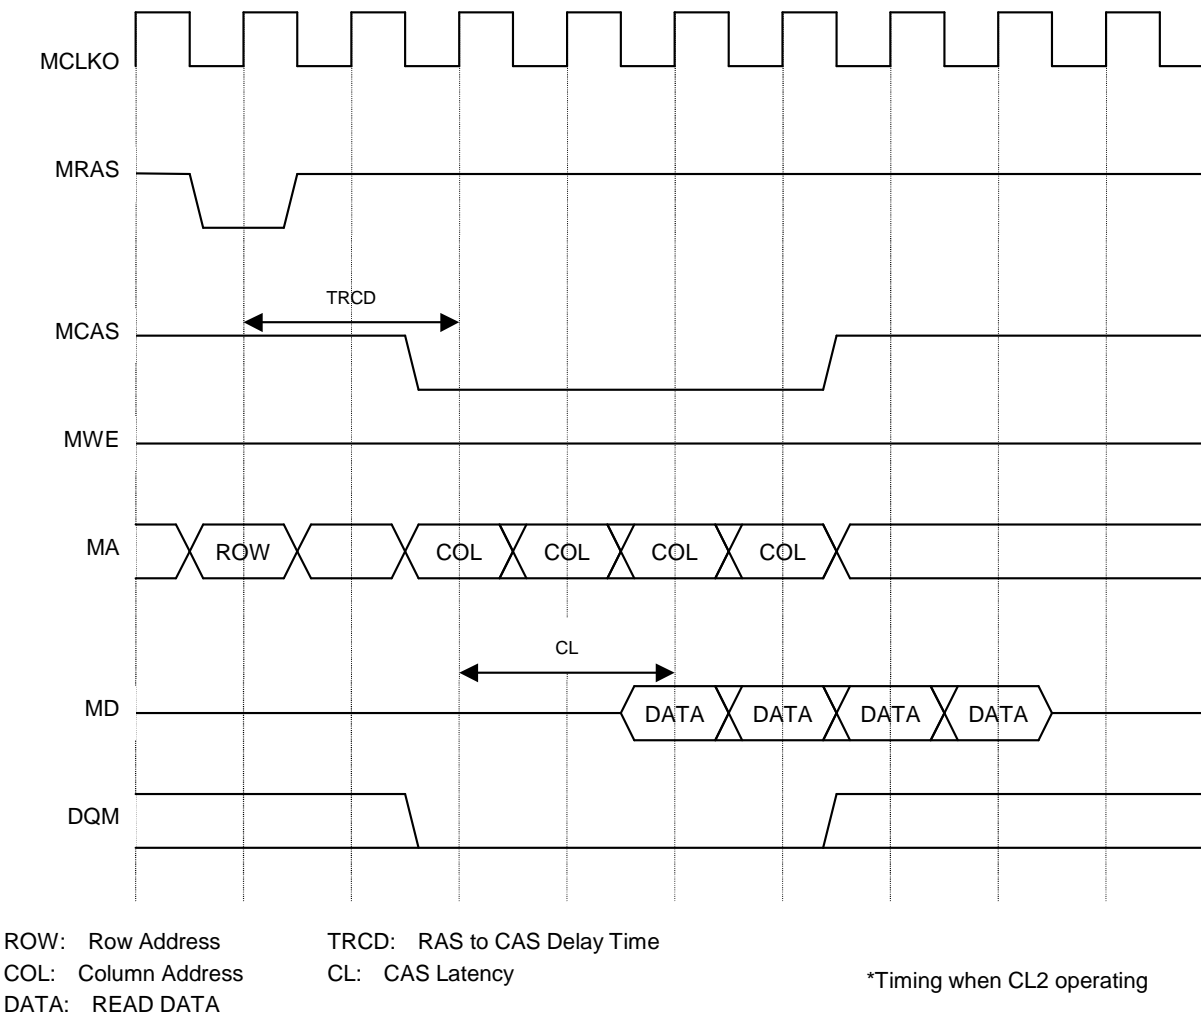 MCLKO
MRAS
TRCD
MCAS
MWE
MA
ROW COL COL COL COL
CL
MD
DATA DATA DATA DATA
DQM
ROW: Row Address TRCD: RAS to CAS Delay Time
COL: Column Address CL: CAS Latency
*Timing when CL2 operating
DATA: READ DATA